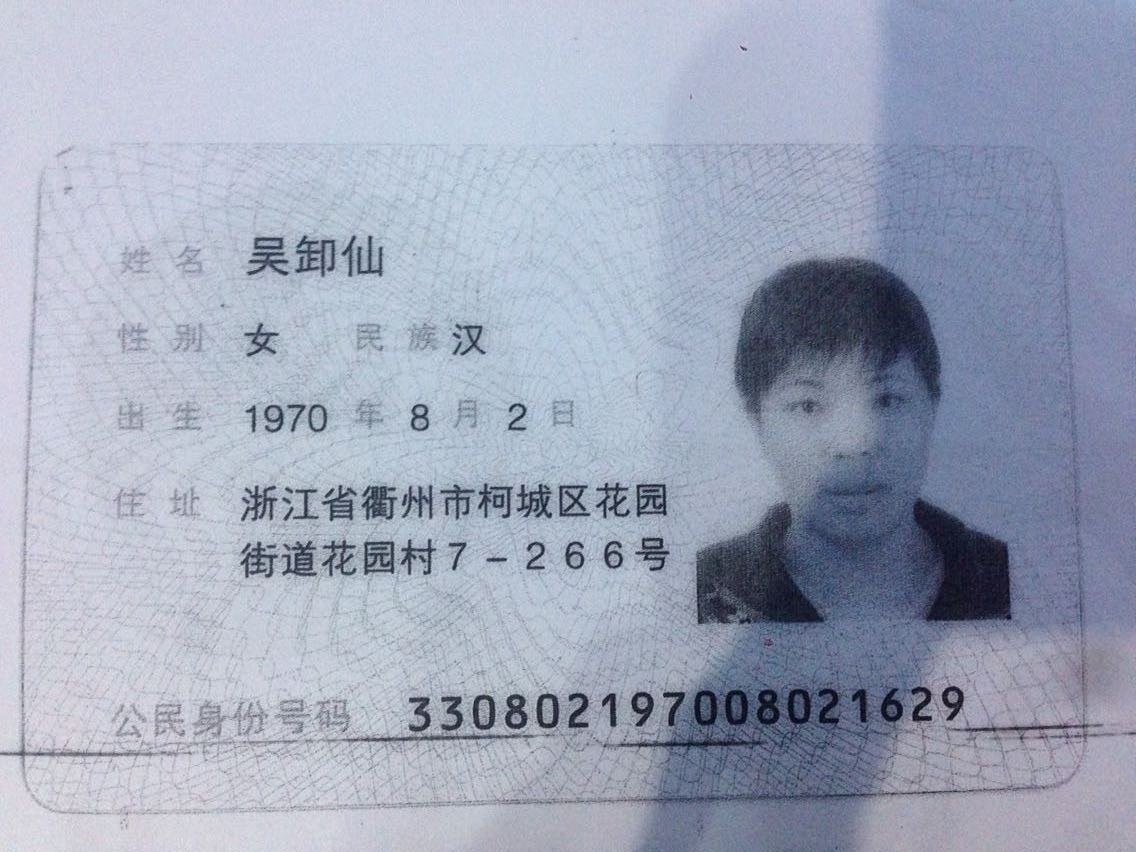 姓名 吴卸仙
性别 女 民族 汉
出生 1970 年 8 月 2 日
住址 浙江省衢州市柯城区花园
街道花园村7-266号
公民身份号码 330802197008021629